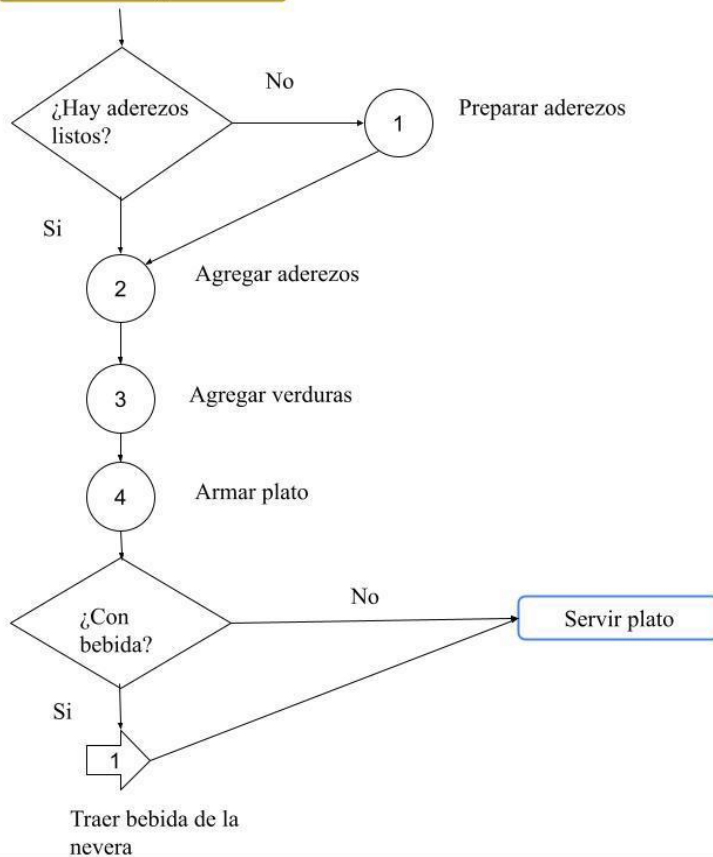 No
¿Hay aderezos
listos?
1
Preparar aderezos
Si
2
Agregar aderezos
3
Agregar verduras
4
Armar plato
No
¿Con
bebida?
Servir plato
Si
1
Traer bebida de la
nevera